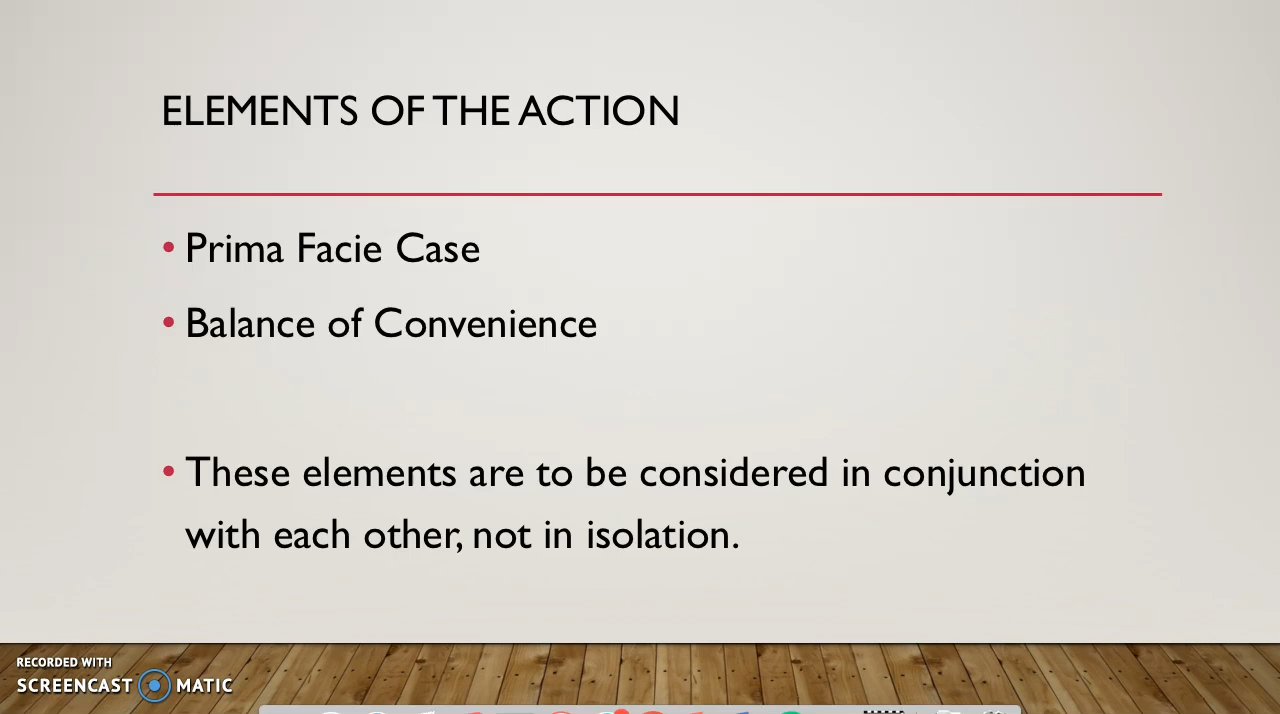 ELEMENTS OF THE ACTION
• Prima Facie Case
• Balance of Convenience
• These elements are to be considered in conjunction
with each other, not in isolation.
RECORDED WITH
SCREENCAST MATIC